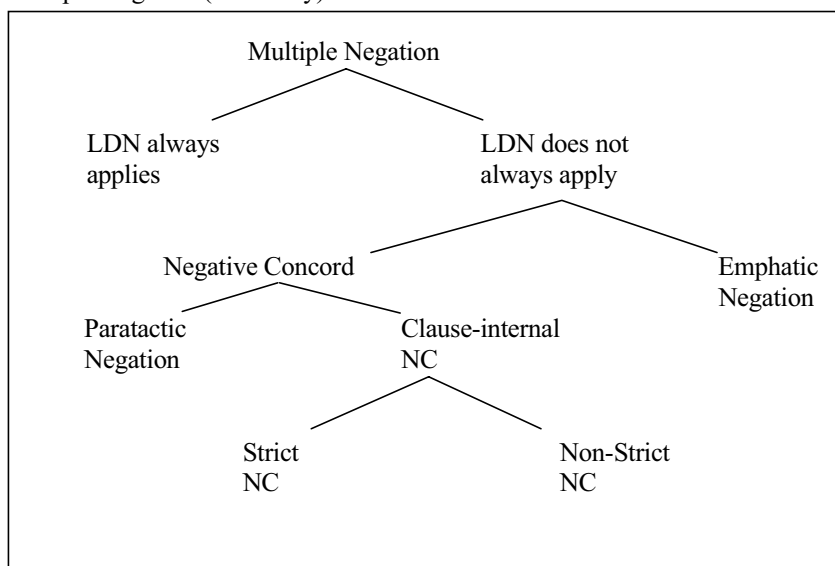 Multiple Negation
LDN always
applies
LDN does not
always apply
Negative Concord
Emphatic
Negation
Paratactic
Negation
Clause-internal
NC
Strict
NC
Non-Strict
NC